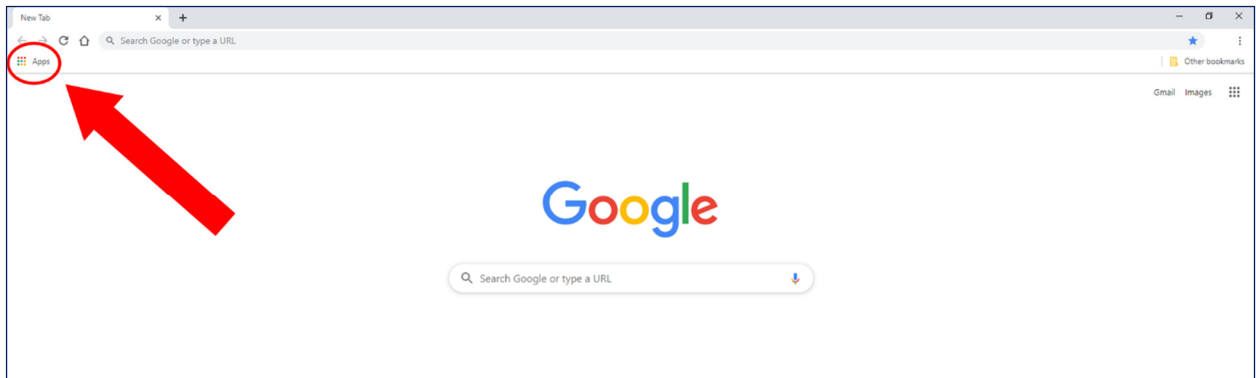 New Tab
Search Google or type a URL
Apps
Other bookmarks
Gmail Images
Google
Search Google or type a URL